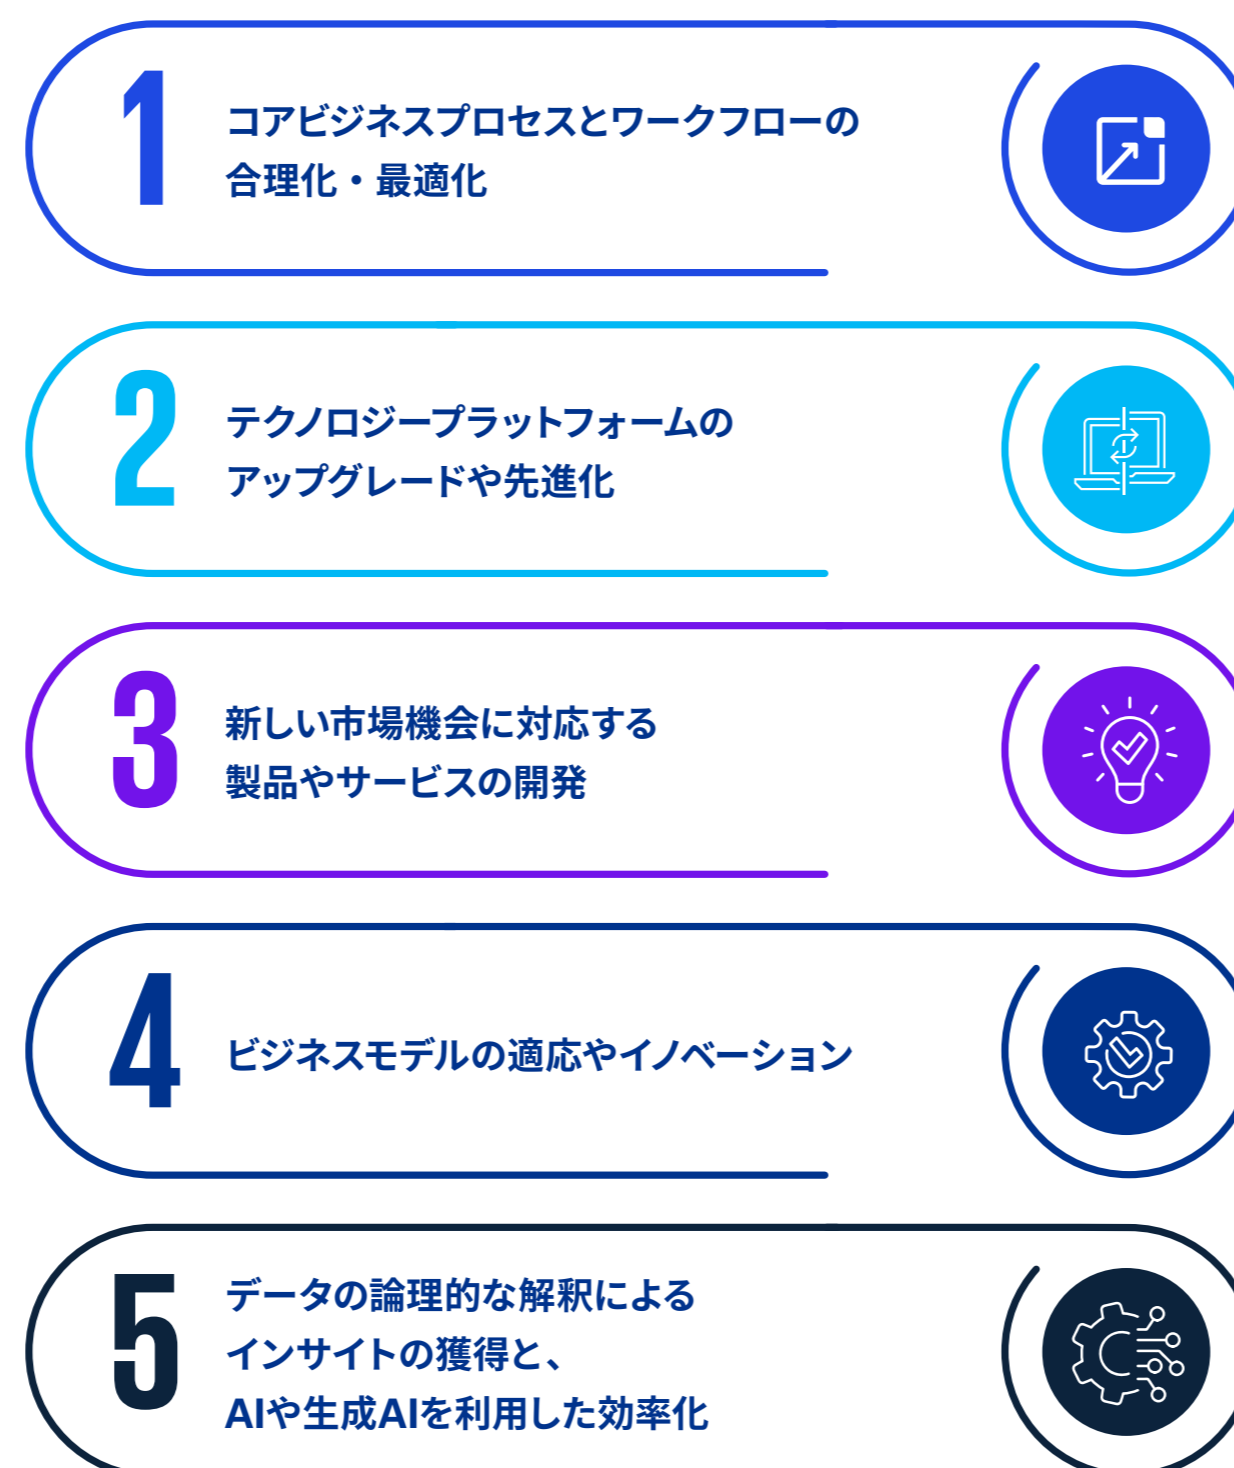 1
コアビジネスプロセスとワークフローの
合理化・最適化
2
テクノロジープラットフォームの
アップグレードや先進化
3
新しい市場機会に対応する
製品やサービスの開発
4
ビジネスモデルの適応やイノベーション
5
データの論理的な解釈による
インサイトの獲得と、
AIや生成AIを利用した効率化